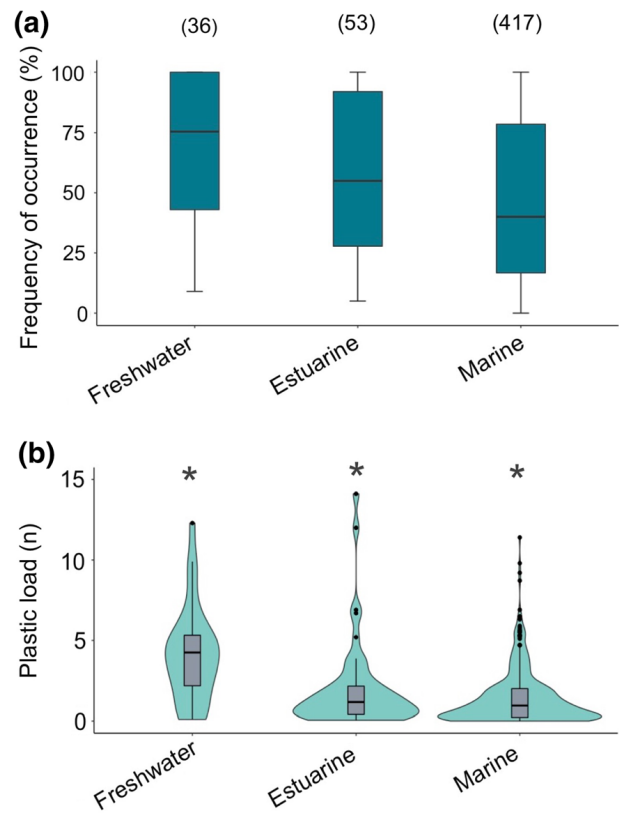 (a)
(36) (53) (417)
Frequency of occurrence (%)
100
75
50
25
0
Freshwater Estuarine Marine
(b)
* * *
Plastic load (n)
15
10
5
0
Freshwater Estuarine Marine